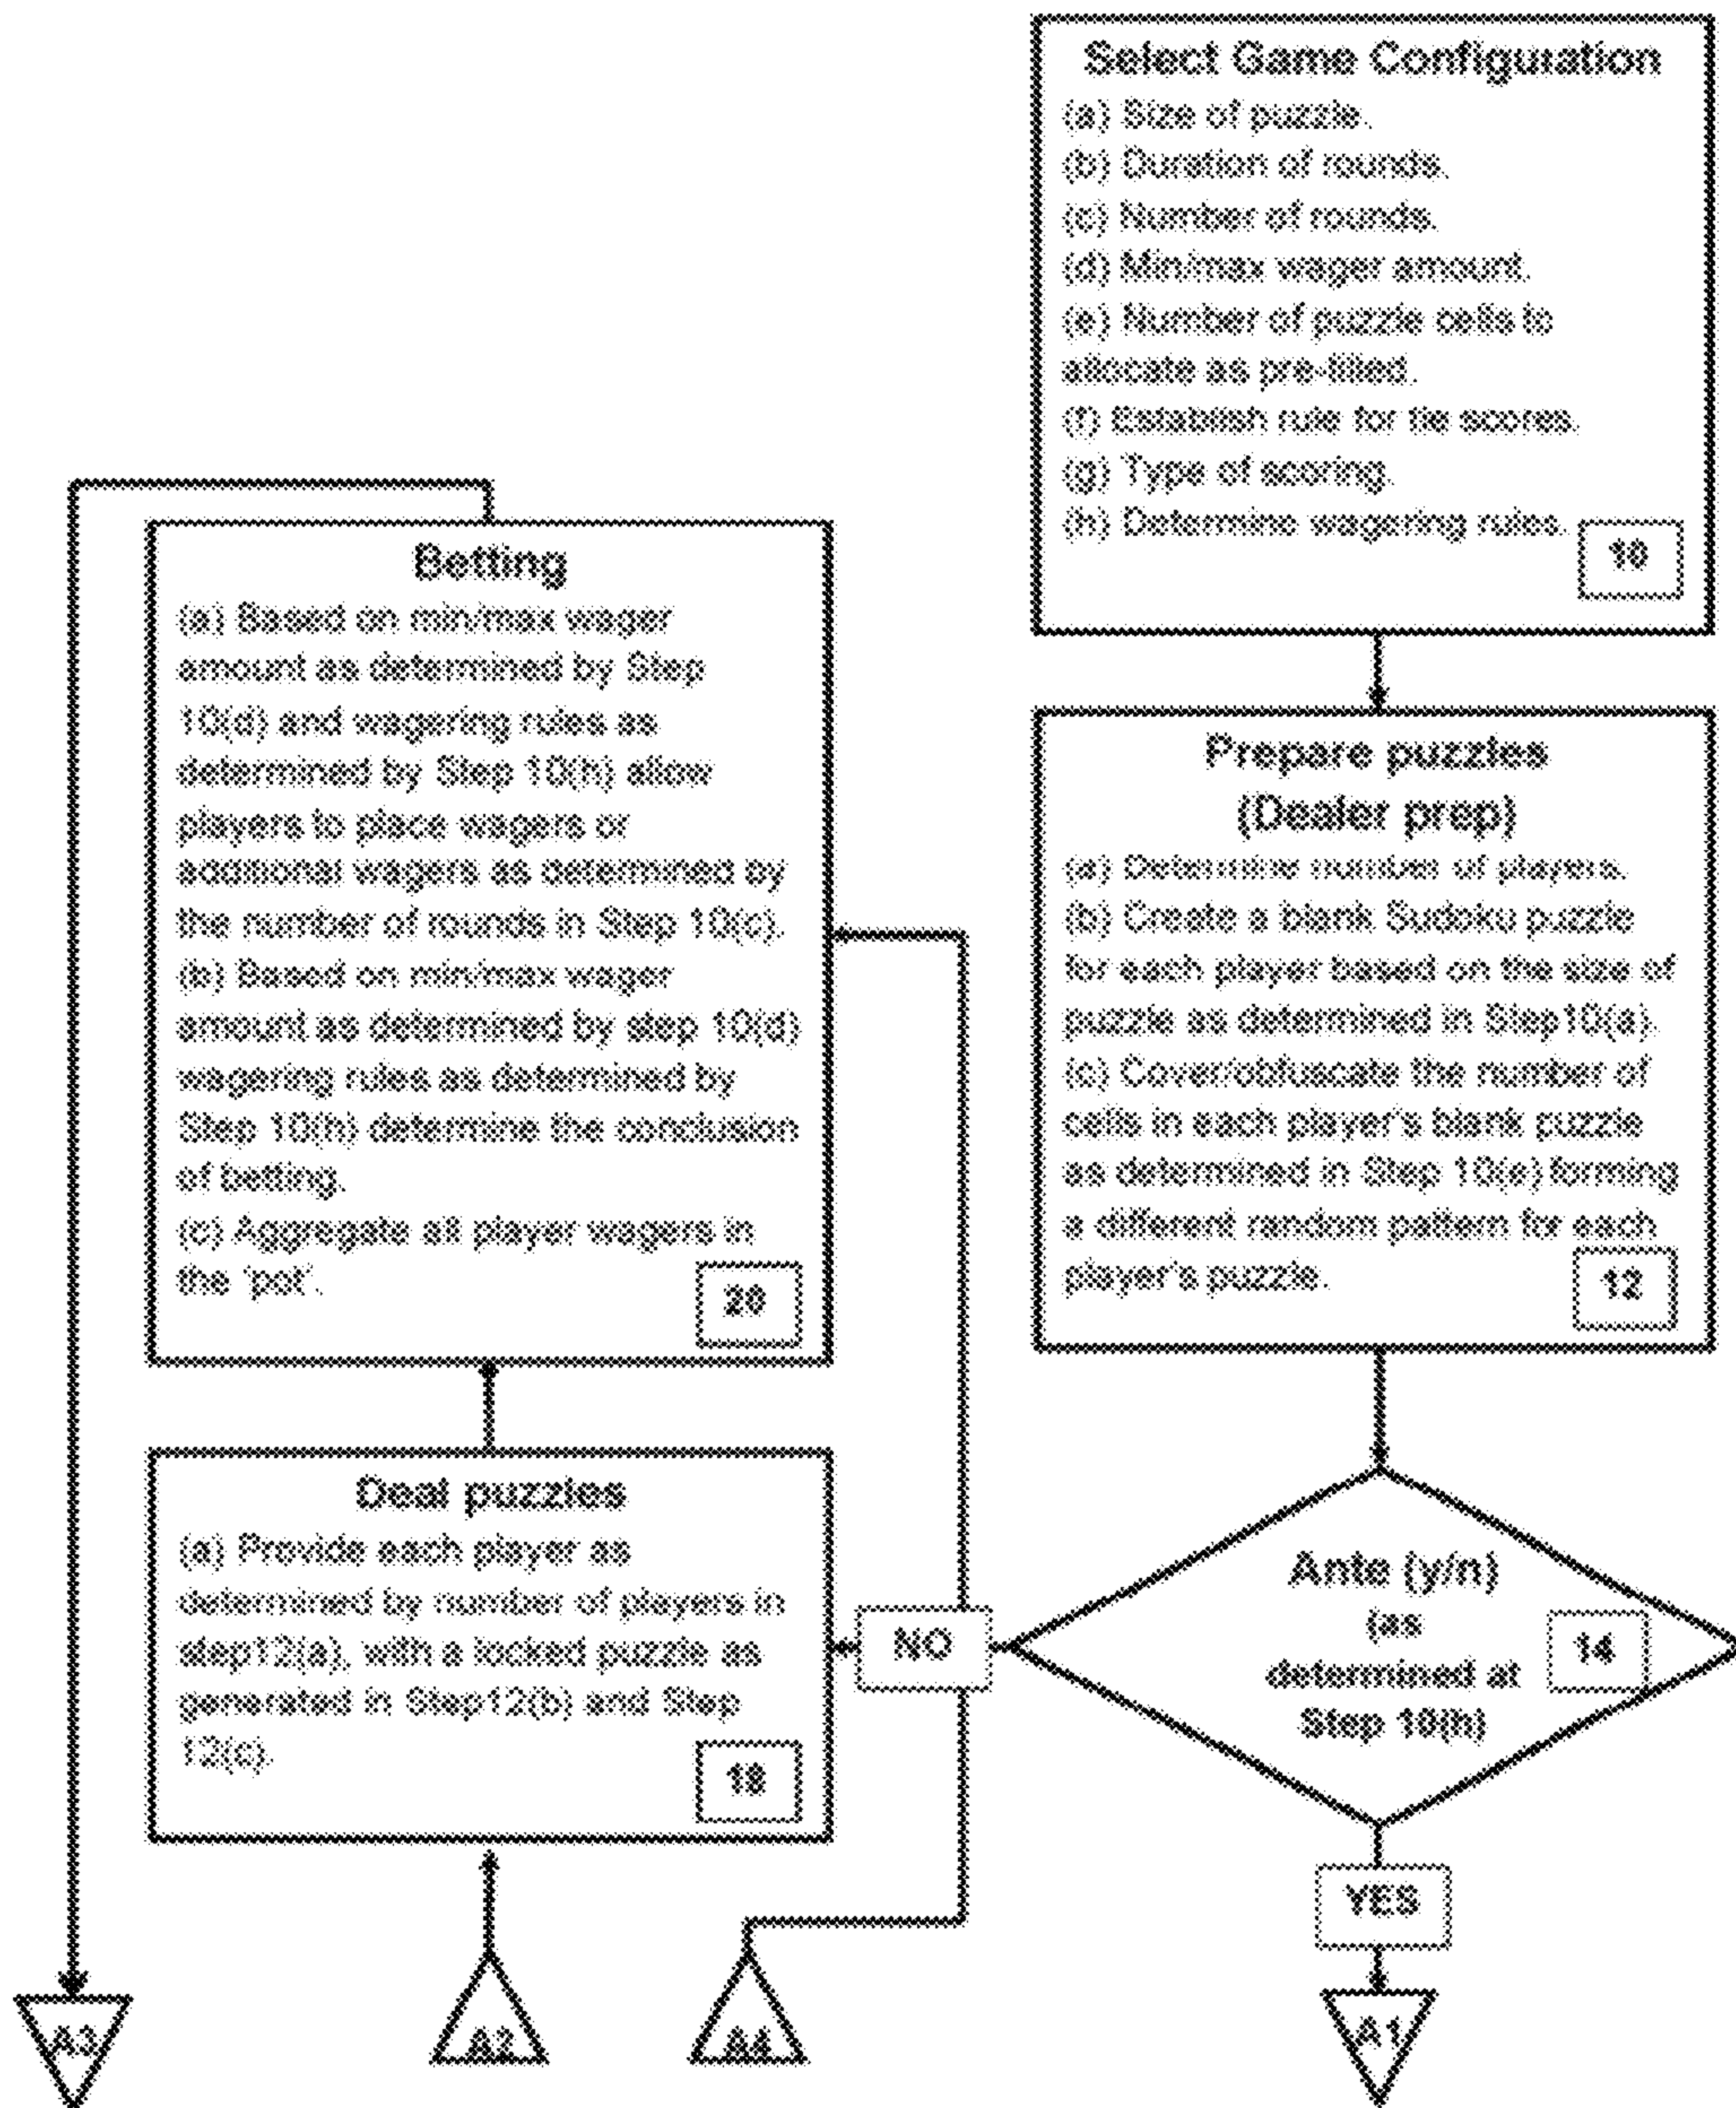 Select Game Configuration
(a) Size of puzzle.
(b) Duration of rounds.
(c) Number of rounds.
(d) Min/max wager amount.
(e) Number of puzzle cells to
allocate as pre-filled.
(f) Establish rule for tie scores.
(g) Type of scoring.
(h) Determine wagering rules.
10
Prepare puzzles
(Dealer prep)
(a) Determine number of players.
(b) Create a blank Sudoku puzzle
for each player based on the size of
puzzle as determined in Step10(a).
(c) Cover/obfuscate the number of
cells in each player's blank puzzle
as determined in Step 10(e) forming
a different random pattern for each
player's puzzle.
12
Ante (y/n)
(as
determined at
Step 10(h)
14
NO
YES
A1
Deal puzzles
(a) Provide each player as
determined by number of players in
step12(a), with a locked puzzle as
generated in Step12(b) and Step
12(c).
18
Betting
(a) Based on min/max wager
amount as determined by Step
10(d) and wagering rules as
determined by Step 10(h) allow
players to place wagers or
additional wagers as determined by
the number of rounds in Step 10(c).
(b) Based on min/max wager
amount as determined by step 10(d)
wagering rules as determined by
Step 10(h) determine the conclusion
of betting.
(c) Aggregate all player wagers in
the 'pot'.
20
A3
A2
A4